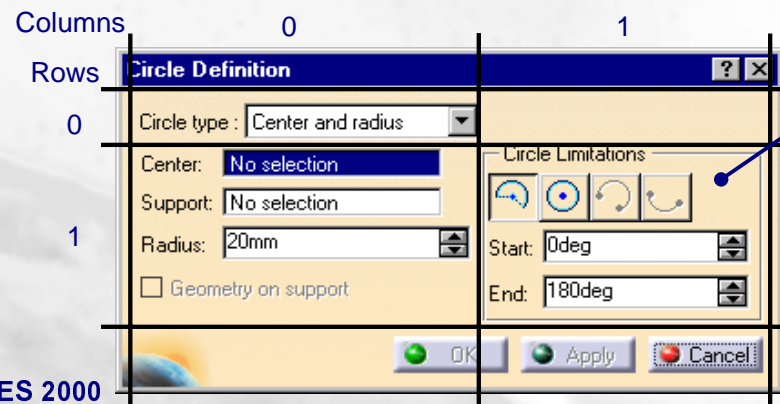 Columns 0 1
Rows Circle Definition ? ×
0 Circle type : Center and radius
Center: No selection Circle Limitations
Support: No selection
1 Radius: 20mm Start: 0deg
Geometry on support End: 180deg
OK Apply Cancel
ES 2000